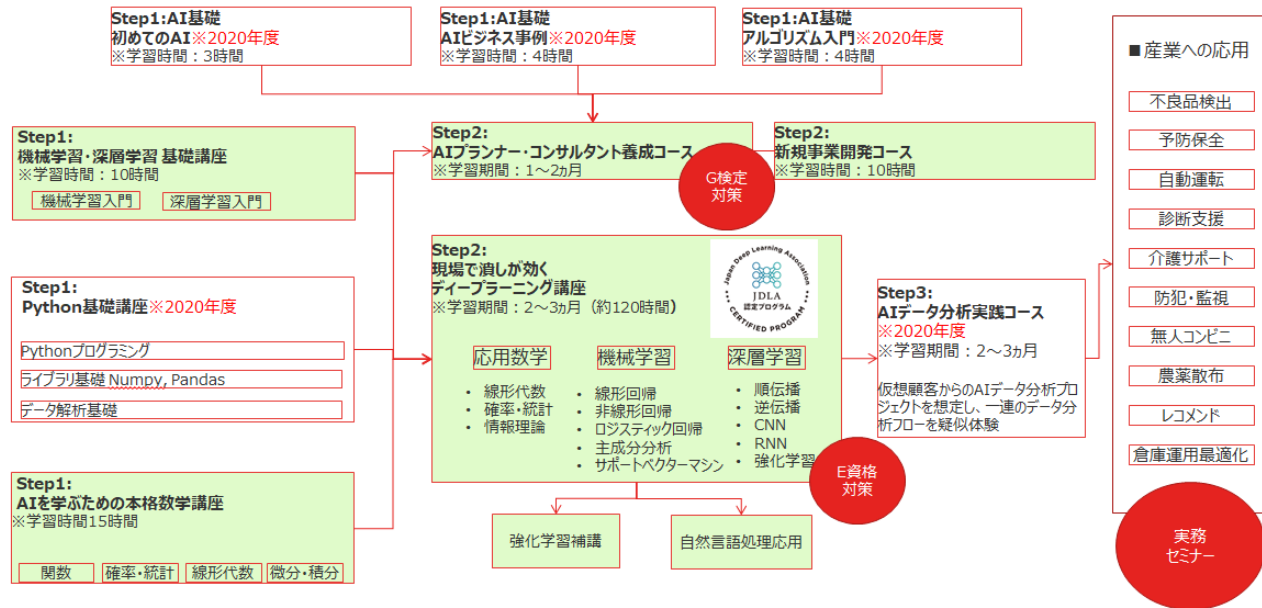 Step1:AI基礎
初めてのAI※2020年度
※学習時間：3時間
Step1:AI基礎
AIビジネス事例※2020年度
※学習時間：4時間
Step1:AI基礎
アルゴリズム入門※2020年度
※学習時間：4時間
Step1:
機械学習・深層学習 基礎講座
※学習時間：10時間
機械学習入門
深層学習入門
Step2:
AIプランナー・コンサルタント養成コース
※学習期間：1～2ヵ月
G検定
対策
Step2:
新規事業開発コース
※学習時間：10時間
Step1:
Python基礎講座※2020年度
Pythonプログラミング
ライブラリ基礎 Numpy, Pandas
データ解析基礎
Step2:
現場で潰しが効く
ディープラーニング講座
※学習期間：2～3ヵ月（約120時間）
Japan Deep Learning Association
JDLA
認定プログラム
CERTIFIED PROGRAM
応用数学
・ 線形代数
・ 確率・統計
・ 情報理論
機械学習
・ 線形回帰
・ 非線形回帰
・ ロジスティック回帰
・ 主成分分析
・ サポートベクターマシン
深層学習
・ 順伝播
・ 逆伝播
・ CNN
・ RNN
・ 強化学習
E資格
対策
強化学習補講
自然言語処理応用
Step1:
AIを学ぶための本格数学講座
※学習時間15時間
関数
確率・統計
線形代数
微分・積分
Step3:
AIデータ分析実践コース
※2020年度
※学習期間：2～3ヵ月
仮想顧客からのAIデータ分析プロ
ジェクトを想定し、一連のデータ分
析フローを疑似体験
■産業への応用
不良品検出
予防保全
自動運転
診断支援
介護サポート
防犯・監視
無人コンビニ
農薬散布
レコメンド
倉庫運用最適化
実務
セミナー